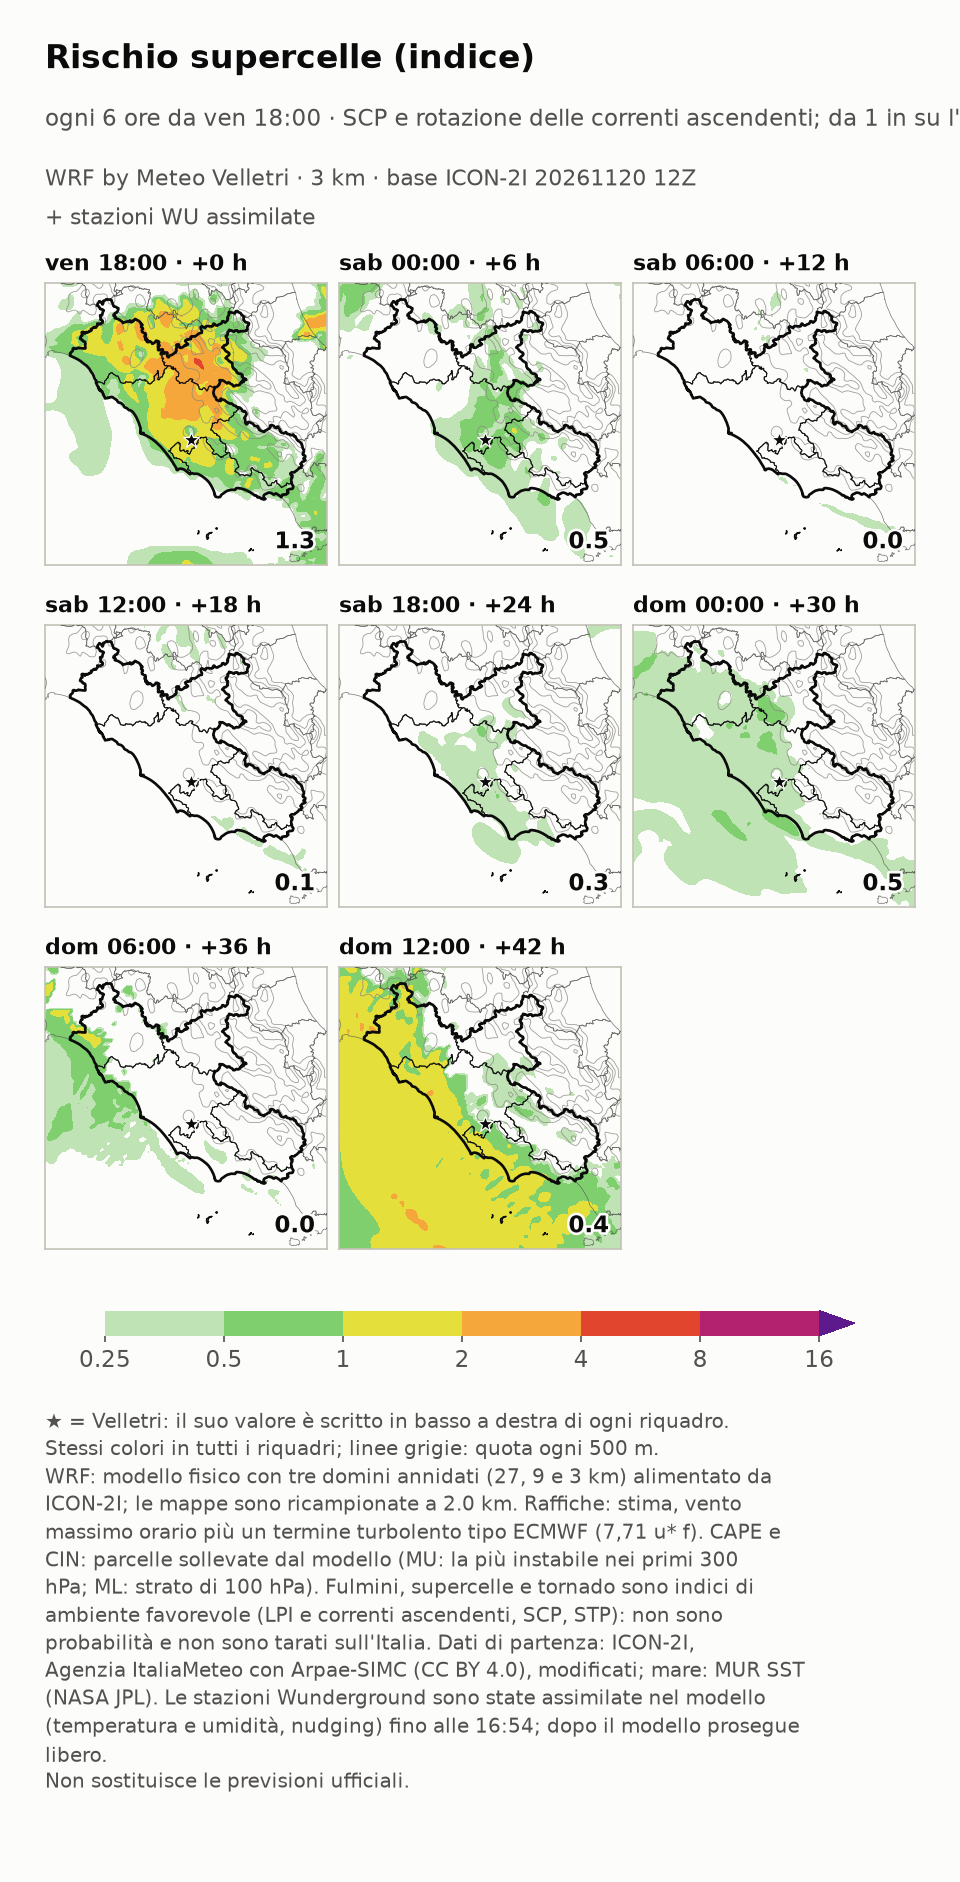 Rischio supercelle (indice)
ogni 6 ore da ven 18:00 · SCP e rotazione delle correnti ascendenti; da 1 in su l'
WRF by Meteo Velletri · 3 km · base ICON-2I 20261120 12Z
+ stazioni WU assimilate
ven 18:00 · +0 h
sab 00:00 · +6 h
sab 06:00 · +12 h
1.3
0.5
0.0
sab 12:00 · +18 h
sab 18:00 · +24 h
dom 00:00 · +30 h
0.1
0.3
0.5
dom 06:00 · +36 h
dom 12:00 · +42 h
0.0
0.4
0.25 0.5 1 2 4 8 16
★ = Velletri: il suo valore è scritto in basso a destra di ogni riquadro.
Stessi colori in tutti i riquadri; linee grigie: quota ogni 500 m.
WRF: modello fisico con tre domini annidati (27, 9 e 3 km) alimentato da
ICON-2I; le mappe sono ricampionate a 2.0 km. Raffiche: stima, vento
massimo orario più un termine turbolento tipo ECMWF (7,71 u* f). CAPE e
CIN: parcelle sollevate dal modello (MU: la più instabile nei primi 300
hPa; ML: strato di 100 hPa). Fulmini, supercelle e tornado sono indici di
ambiente favorevole (LPI e correnti ascendenti, SCP, STP): non sono
probabilità e non sono tarati sull'Italia. Dati di partenza: ICON-2I,
Agenzia ItaliaMeteo con Arpae-SIMC (CC BY 4.0), modificati; mare: MUR SST
(NASA JPL). Le stazioni Wunderground sono state assimilate nel modello
(temperatura e umidità, nudging) fino alle 16:54; dopo il modello prosegue
libero.
Non sostituisce le previsioni ufficiali.